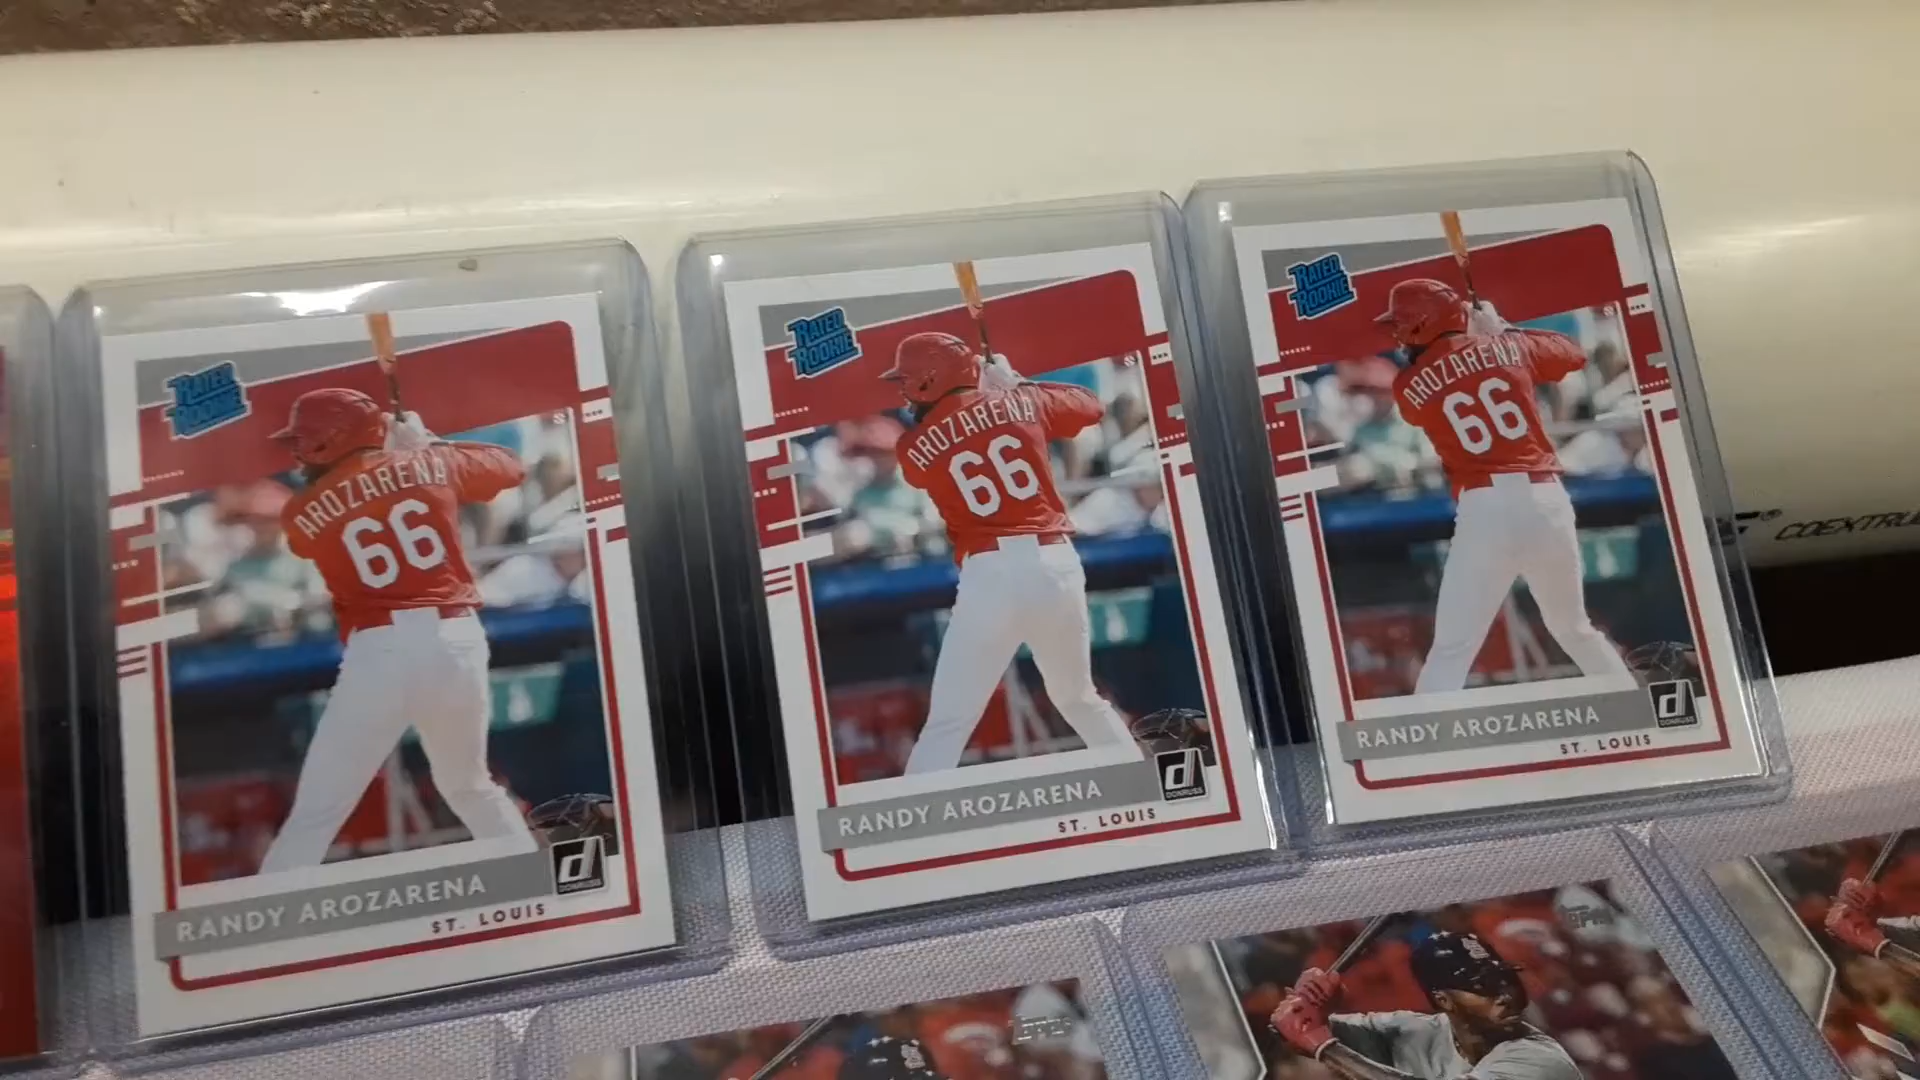 RATED
ROOKIE
AROZARENA
66
RANDY AROZARENA
ST. LOUIS
d
DONRUSS
RATED
ROOKIE
AROZARENA
66
RANDY AROZARENA
ST. LOUIS
d
DONRUSS
RATED
ROOKIE
AROZARENA
66
RANDY AROZARENA
ST. LOUIS
d
DONRUSS
TOPPS